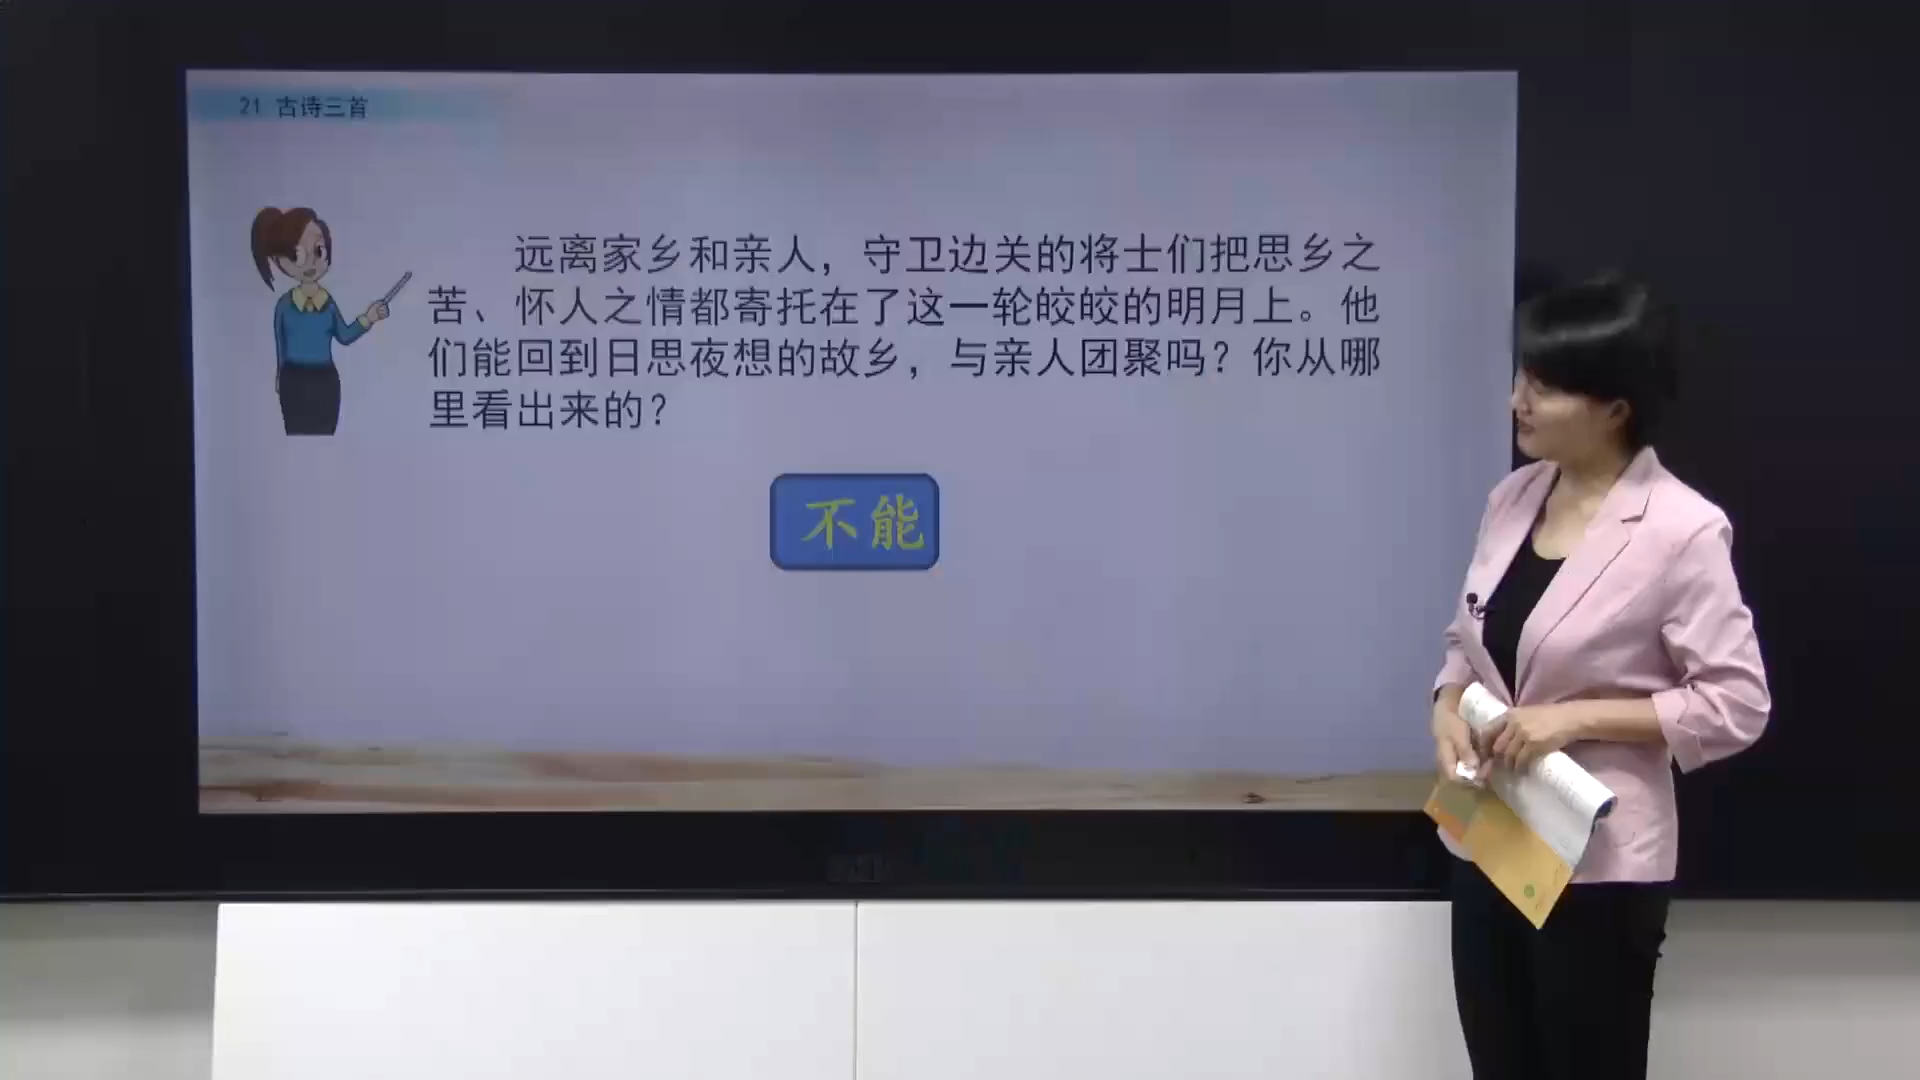 21 古诗三首
远离家乡和亲人，守卫边关的将士们把思乡之
苦、怀人之情都寄托在了这一轮皎皎的明月上。他
们能回到日思夜想的故乡，与亲人团聚吗？你从哪
里看出来的？
不能